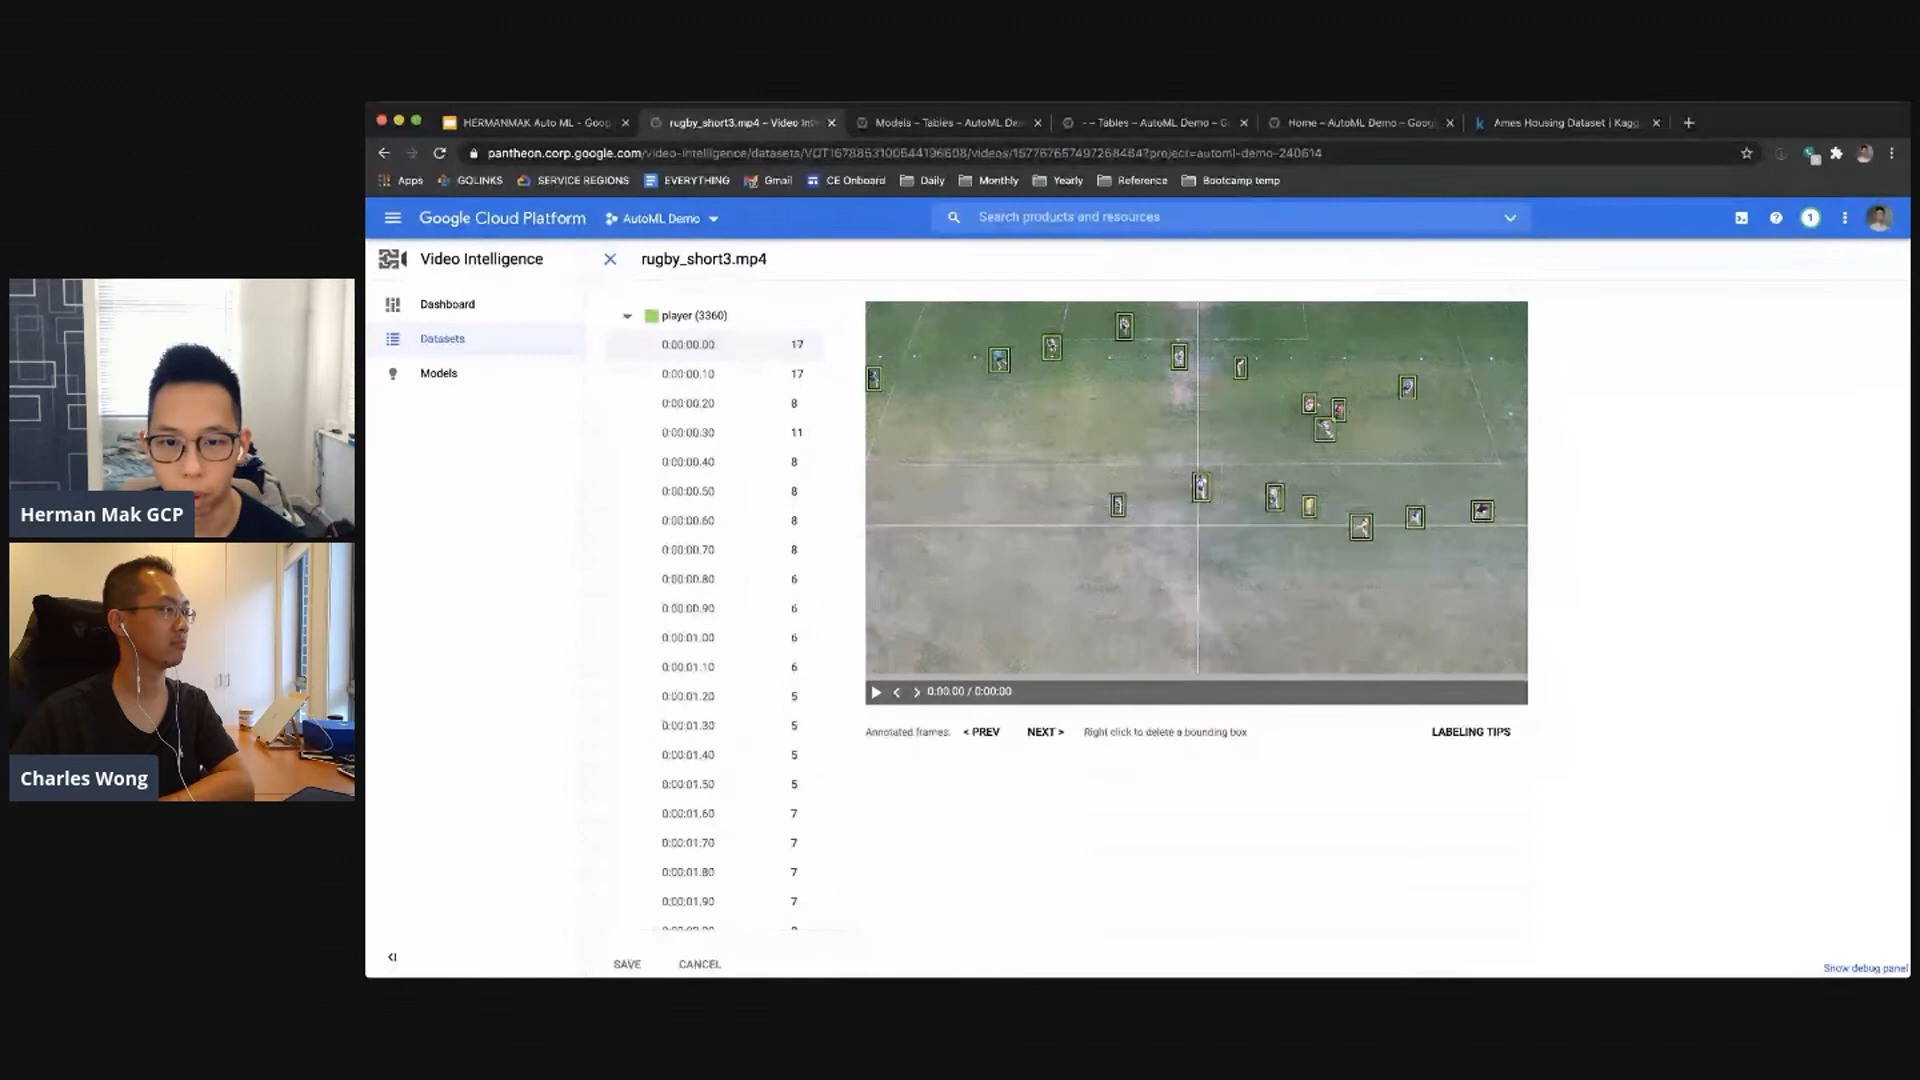 HERMANMAK Auto ML - Goog
rugby_short3.mp4 – Video Int
Models – Tables – AutoML De
- – Tables – AutoML Demo – G
Home – AutoML Demo – Goog
Ames Housing Dataset | Kagg
pantheon.corp.google.com/video-intelligence/datasets/
Apps
GOLINKS
SERVICE REGIONS
EVERYTHING
Gmail
CE Onboard
Daily
Monthly
Yearly
Reference
Bootcamp temp
Google Cloud Platform
AutoML Demo
Search products and resources
1
Video Intelligence
rugby_short3.mp4
Dashboard
Datasets
Models
player (3360)
0:00:00.00 17
0:00:00.10 17
0:00:00.20 8
0:00:00.30 11
0:00:00.40 8
0:00:00.50 8
0:00:00.60 8
0:00:00.70 8
0:00:00.80 6
0:00:00.90 6
0:00:01.00 6
0:00:01.10 6
0:00:01.20 5
0:00:01.30 5
0:00:01.40 5
0:00:01.50 5
0:00:01.60 7
0:00:01.70 7
0:00:01.80 7
0:00:01.90 7
0:00.00 / 0:00:00
Annotated frames: < PREV NEXT > Right click to delete a bounding box
LABELING TIPS
SAVE
CANCEL
Show debug panel
Herman Mak GCP
Charles Wong